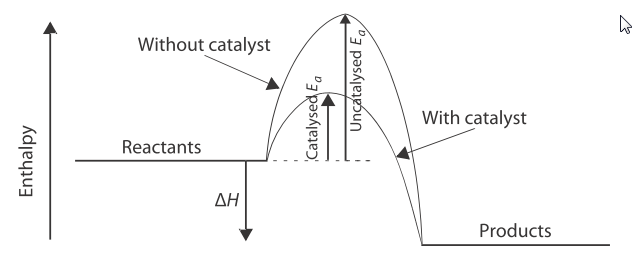 Without catalyst
Catalysed Eₐ
Uncatalysed Eₐ
With catalyst
Reactants
Enthalpy
ΔH
Products